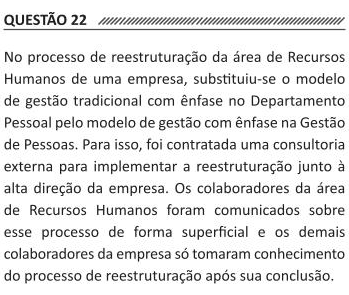 QUESTÃO 22
No processo de reestruturação da área de Recursos
Humanos de uma empresa, substituiu-se o modelo
de gestão tradicional com ênfase no Departamento
Pessoal pelo modelo de gestão com ênfase na Gestão
de Pessoas. Para isso, foi contratada uma consultoria
externa para implementar a reestruturação junto à
alta direção da empresa. Os colaboradores da área
de Recursos Humanos foram comunicados sobre
esse processo de forma superficial e os demais
colaboradores da empresa só tomaram conhecimento
do processo de reestruturação após sua conclusão.